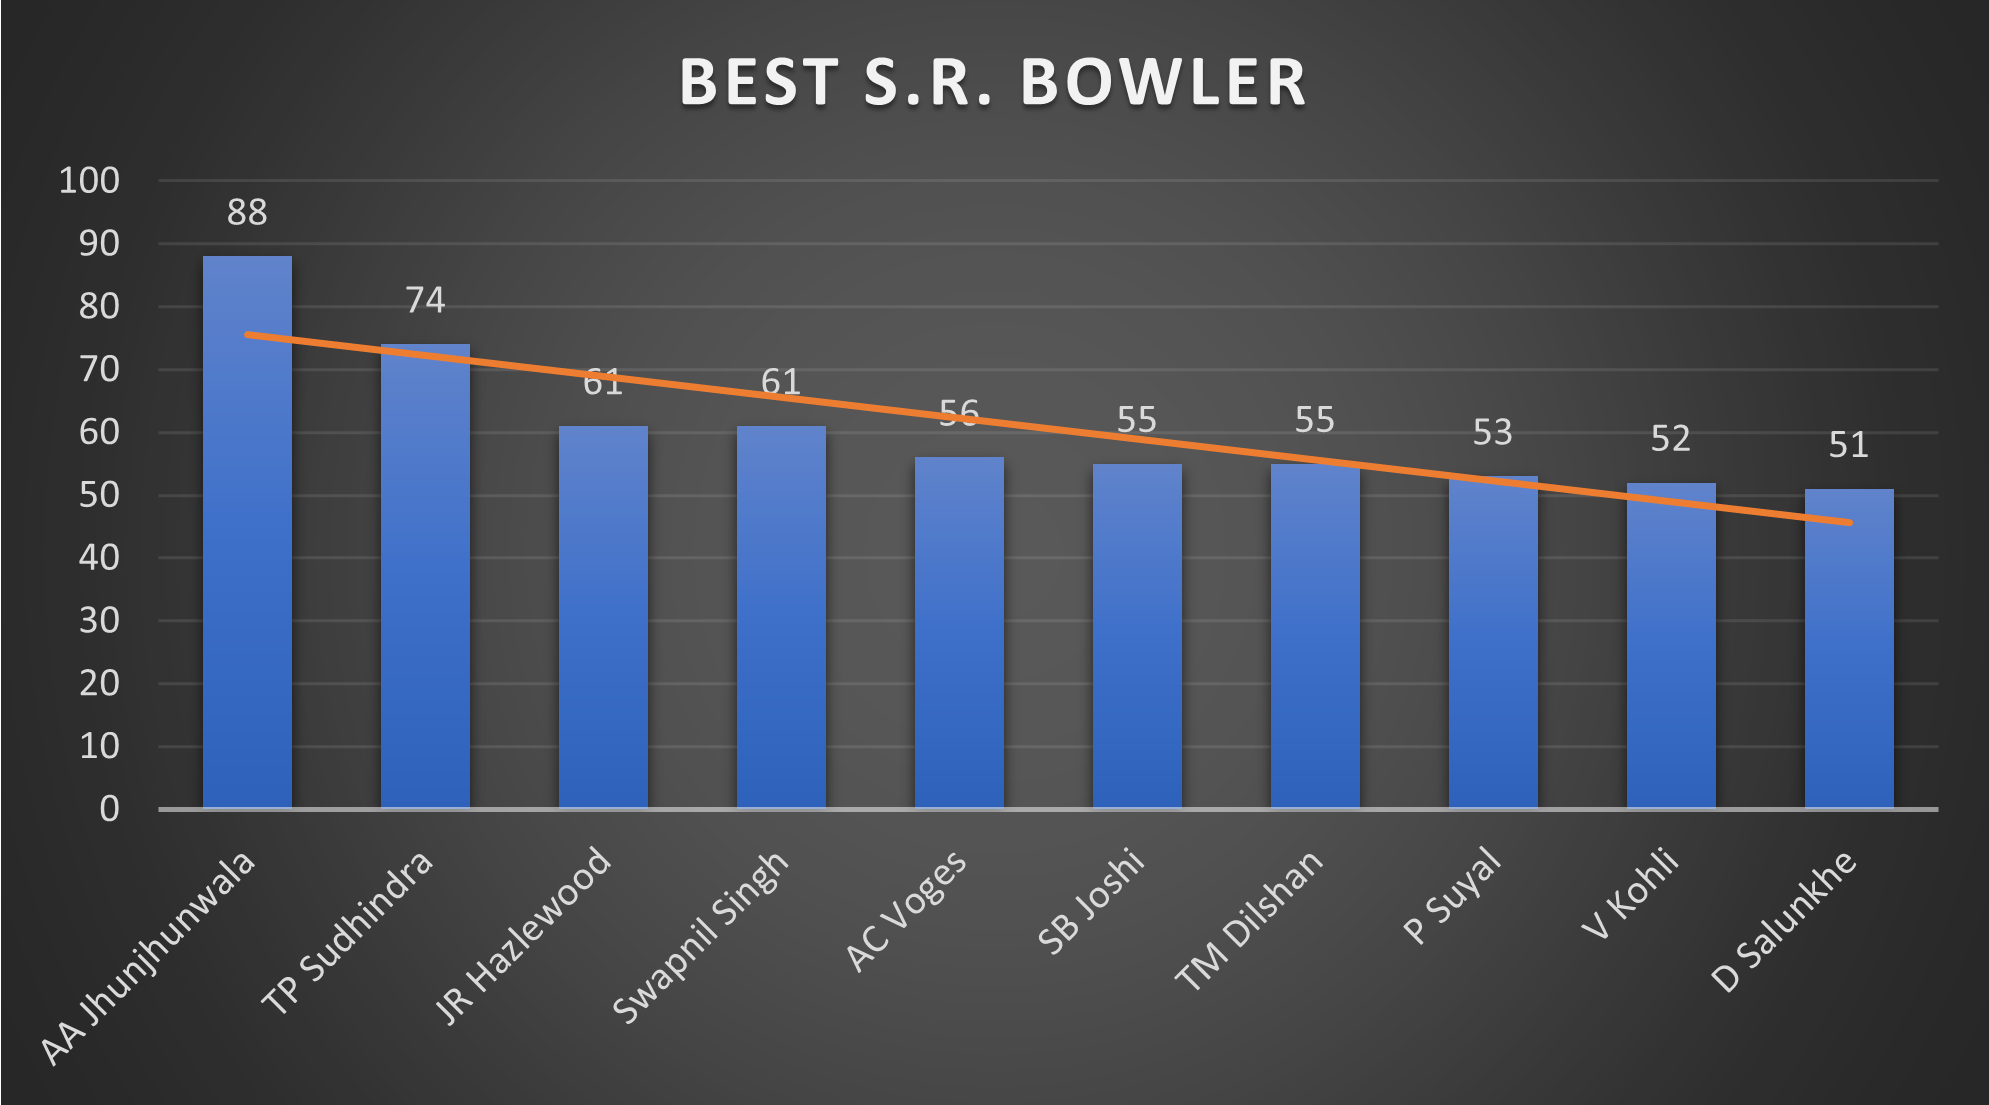 BEST S.R. BOWLER
100
90
80
70
60
50
40
30
20
10
0
88
74
61
61
56
55
55
53
52
51
AA Jhunjhunwala
TP Sudhindra
JR Hazlewood
Swapnil Singh
AC Voges
SB Joshi
TM Dilshan
P Suyal
V Kohli
D Salunkhe